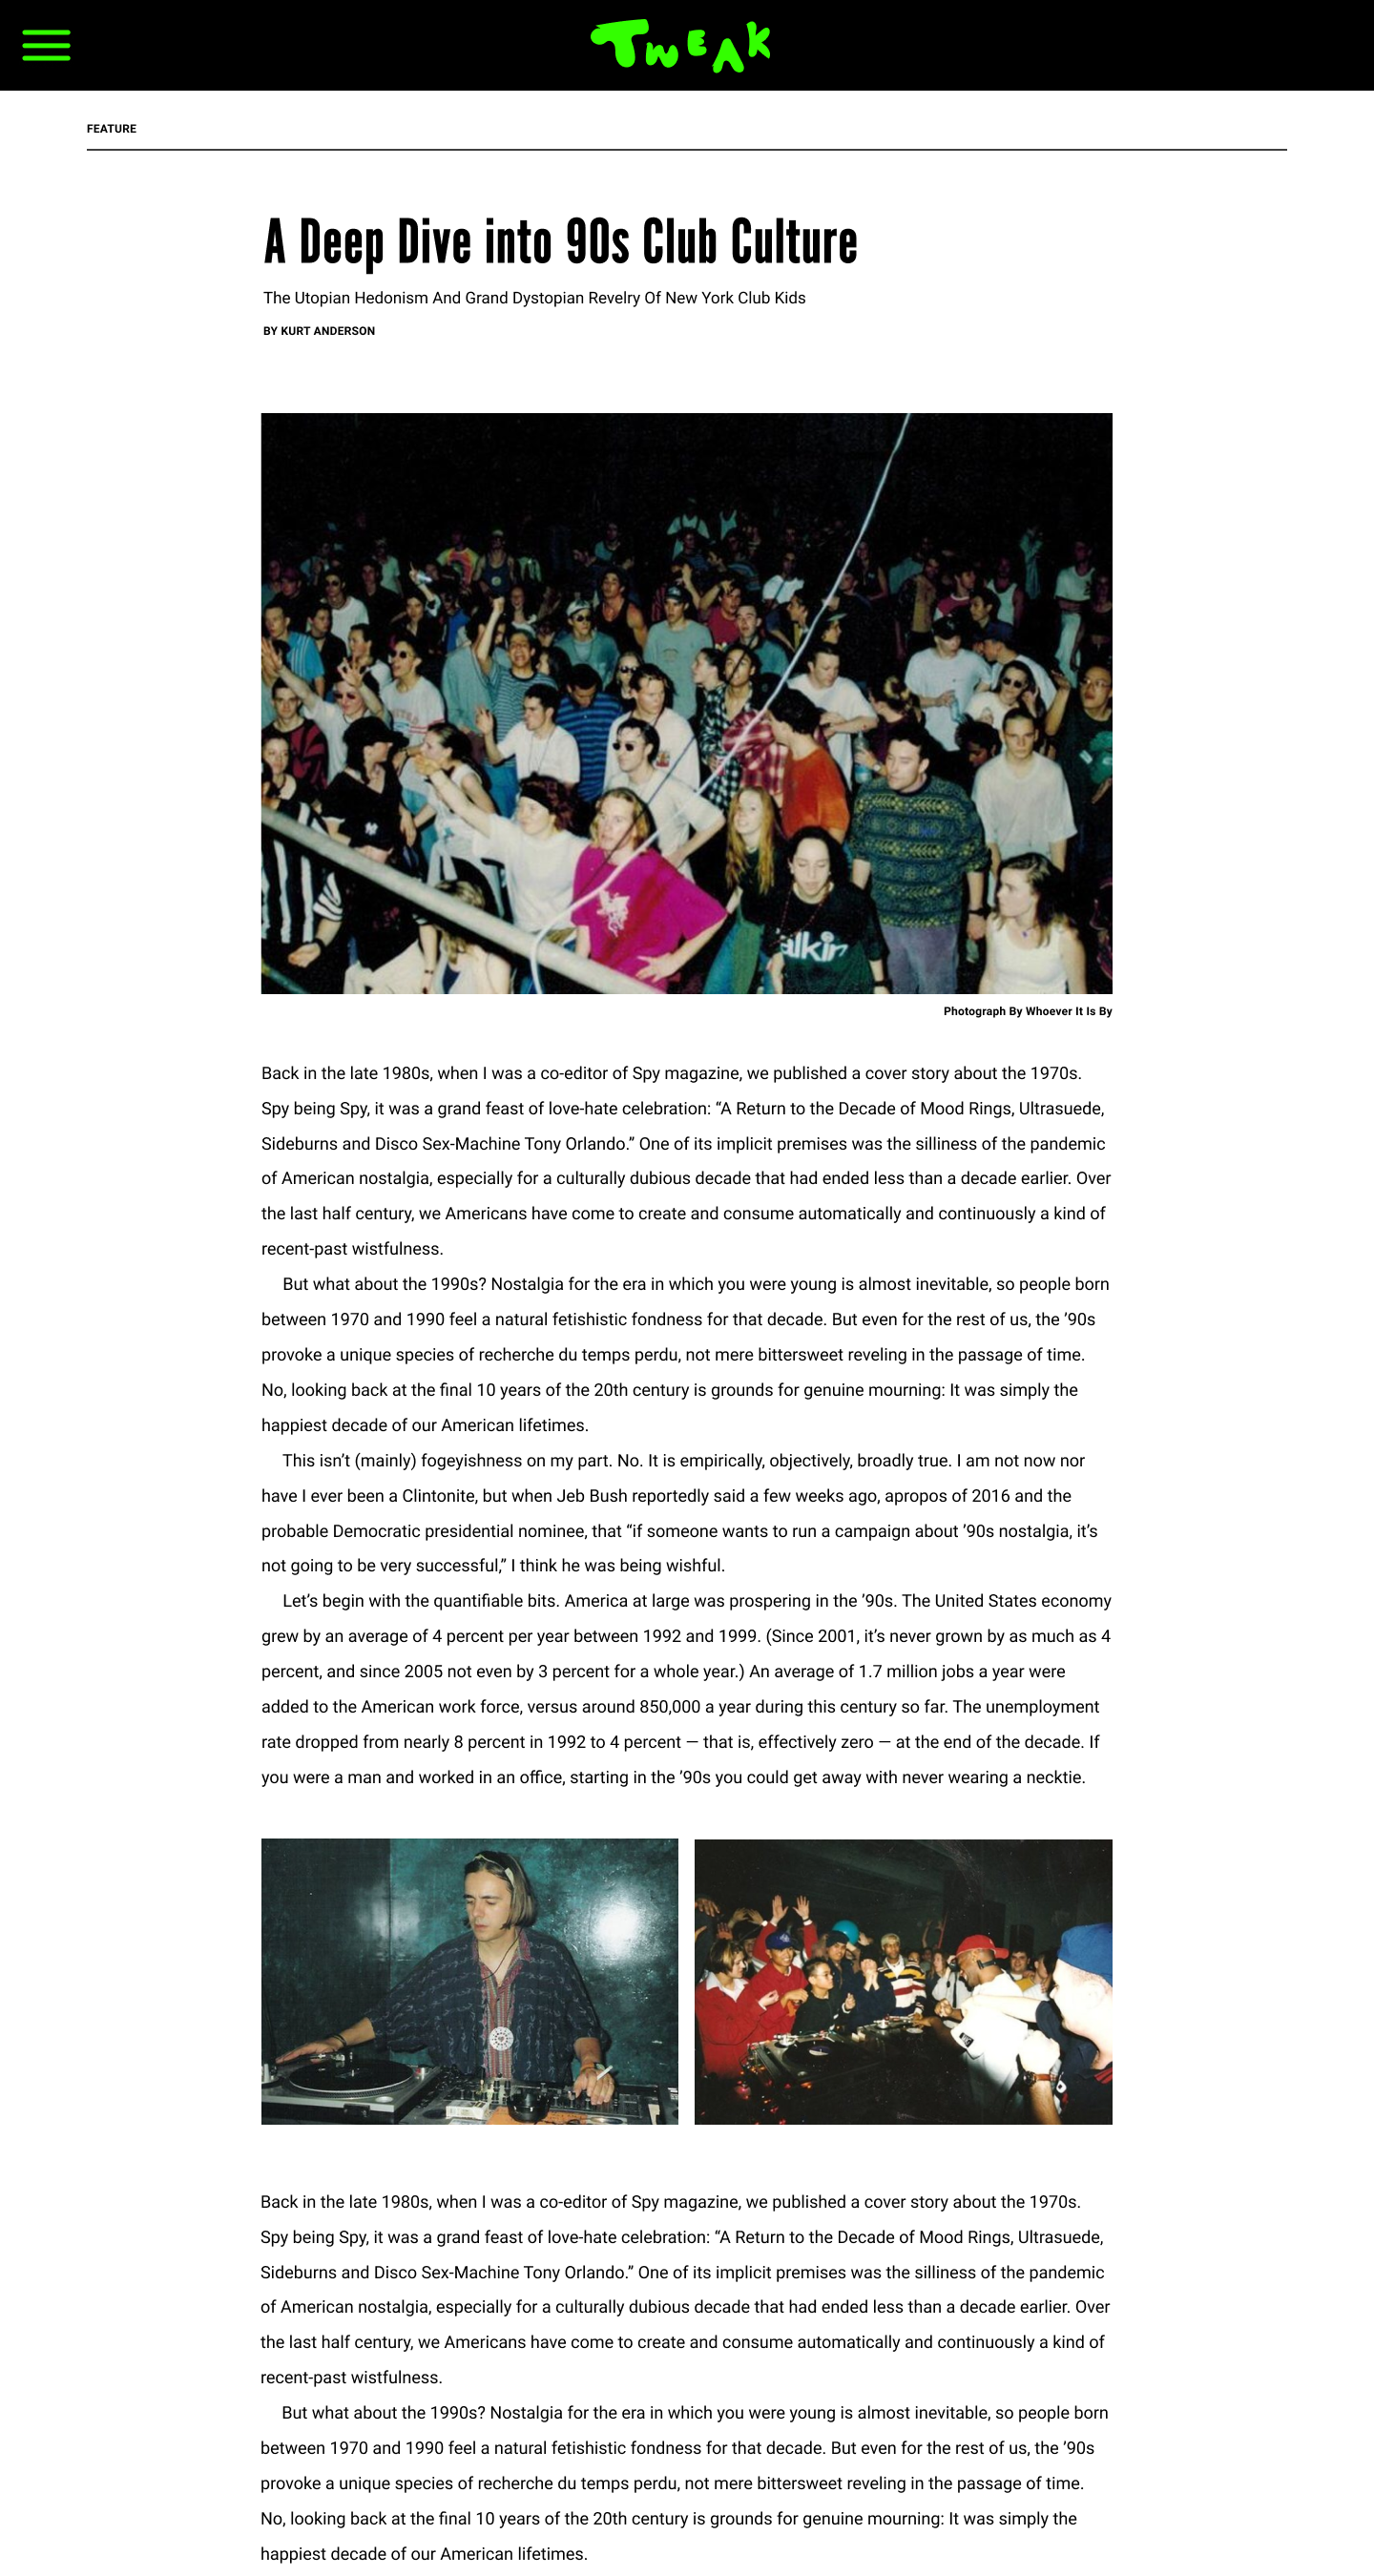 TWEAK
FEATURE
A Deep Dive into 90s Club Culture
The Utopian Hedonism And Grand Dystopian Revelry Of New York Club Kids
BY KURT ANDERSON
alkin
Photograph By Whoever It Is By
Back in the late 1980s, when I was a co-editor of Spy magazine, we published a cover story about the 1970s.
Spy being Spy, it was a grand feast of love-hate celebration: “A Return to the Decade of Mood Rings, Ultrasuede,
Sideburns and Disco Sex-Machine Tony Orlando.” One of its implicit premises was the silliness of the pandemic
of American nostalgia, especially for a culturally dubious decade that had ended less than a decade earlier. Over
the last half century, we Americans have come to create and consume automatically and continuously a kind of
recent-past wistfulness.
But what about the 1990s? Nostalgia for the era in which you were young is almost inevitable, so people born
between 1970 and 1990 feel a natural fetishistic fondness for that decade. But even for the rest of us, the ’90s
provoke a unique species of recherche du temps perdu, not mere bittersweet reveling in the passage of time.
No, looking back at the final 10 years of the 20th century is grounds for genuine mourning: It was simply the
happiest decade of our American lifetimes.
This isn’t (mainly) fogeyishness on my part. No. It is empirically, objectively, broadly true. I am not now nor
have I ever been a Clintonite, but when Jeb Bush reportedly said a few weeks ago, apropos of 2016 and the
probable Democratic presidential nominee, that “if someone wants to run a campaign about ’90s nostalgia, it’s
not going to be very successful,” I think he was being wishful.
Let’s begin with the quantifiable bits. America at large was prospering in the ’90s. The United States economy
grew by an average of 4 percent per year between 1992 and 1999. (Since 2001, it’s never grown by as much as 4
percent, and since 2005 not even by 3 percent for a whole year.) An average of 1.7 million jobs a year were
added to the American work force, versus around 850,000 a year during this century so far. The unemployment
rate dropped from nearly 8 percent in 1992 to 4 percent — that is, effectively zero — at the end of the decade. If
you were a man and worked in an office, starting in the ’90s you could get away with never wearing a necktie.
Back in the late 1980s, when I was a co-editor of Spy magazine, we published a cover story about the 1970s.
Spy being Spy, it was a grand feast of love-hate celebration: “A Return to the Decade of Mood Rings, Ultrasuede,
Sideburns and Disco Sex-Machine Tony Orlando.” One of its implicit premises was the silliness of the pandemic
of American nostalgia, especially for a culturally dubious decade that had ended less than a decade earlier. Over
the last half century, we Americans have come to create and consume automatically and continuously a kind of
recent-past wistfulness.
But what about the 1990s? Nostalgia for the era in which you were young is almost inevitable, so people born
between 1970 and 1990 feel a natural fetishistic fondness for that decade. But even for the rest of us, the ’90s
provoke a unique species of recherche du temps perdu, not mere bittersweet reveling in the passage of time.
No, looking back at the final 10 years of the 20th century is grounds for genuine mourning: It was simply the
happiest decade of our American lifetimes.